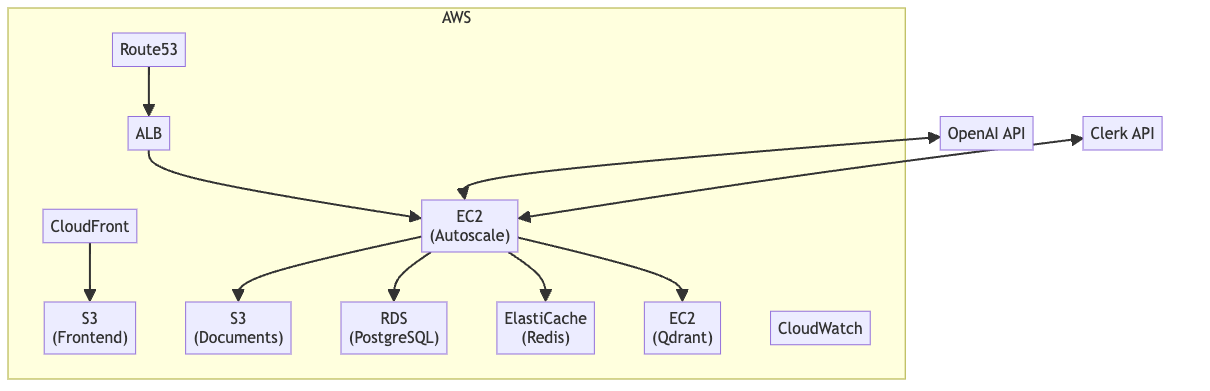 AWS
Route53
ALB
OpenAI API
Clerk API
CloudFront
EC2
(Autoscale)
S3
(Frontend)
S3
(Documents)
RDS
(PostgreSQL)
ElastiCache
(Redis)
EC2
(Qdrant)
CloudWatch